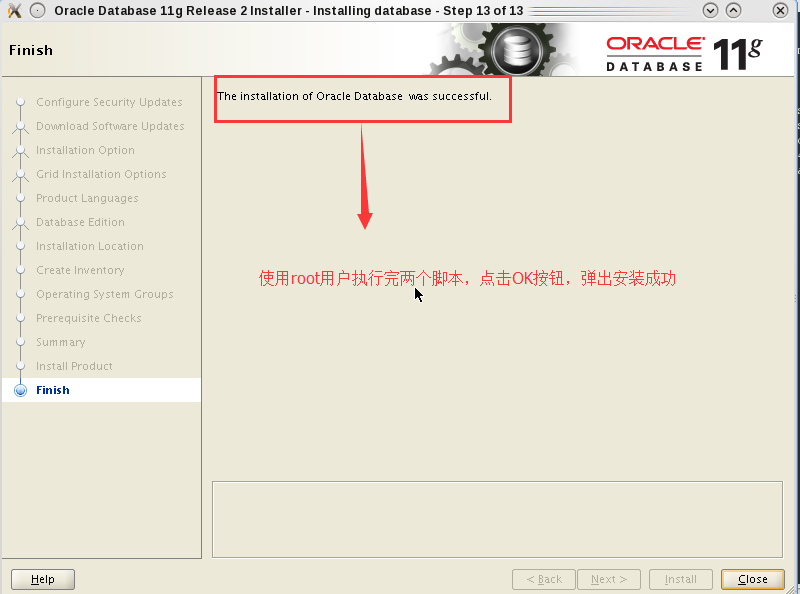 Oracle Database 11g Release 2 Installer - Installing database - Step 13 of 13
Finish
ORACLE®
DATABASE
11g
Configure Security Updates
Download Software Updates
Installation Option
Grid Installation Options
Product Languages
Database Edition
Installation Location
Create Inventory
Operating System Groups
Prerequisite Checks
Summary
Install Product
Finish
The installation of Oracle Database was successful.
使用root用户执行完两个脚本，点击OK按钮，弹出安装成功
Help
< Back
Next >
Install
Close